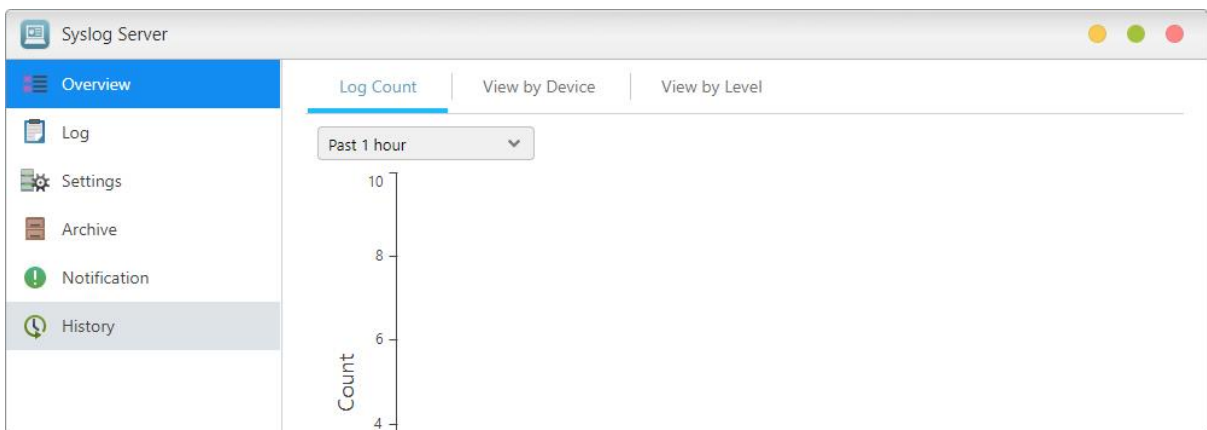 Syslog Server
Overview
Log
Settings
Archive
Notification
History
Log Count View by Device View by Level
Past 1 hour
10
8
6
4
Count